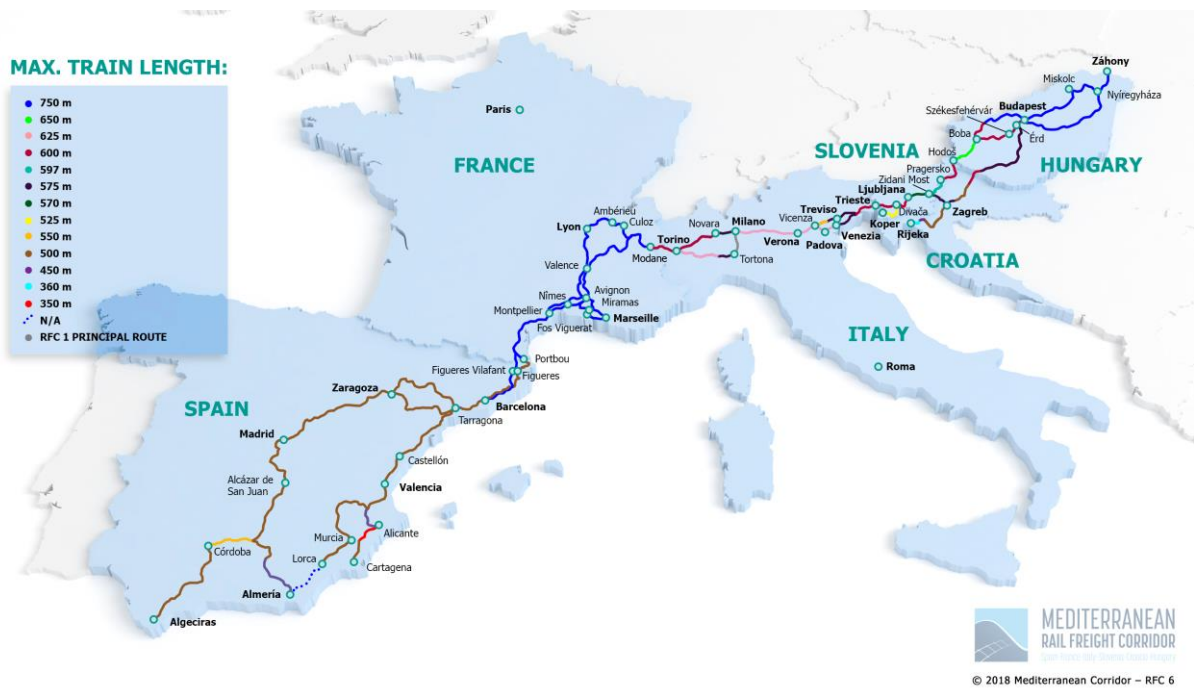 MAX. TRAIN LENGTH:
750 m
650 m
625 m
600 m
597 m
575 m
570 m
525 m
550 m
500 m
450 m
360 m
350 m
N/A
RFC 1 PRINCIPAL ROUTE
Paris
FRANCE
Lyon
Ambérieu
Culoz
Valence
Modane
Torino
Novara
Milano
Tortona
Verona
Vicenza
Padova
Treviso
Venezia
Trieste
Koper
Divača
Ljubljana
Rijeka
Zagreb
Zidani Most
Pragersko
Hodoš
Boba
Székesfehérvár
Budapest
Érd
Miskolc
Nyíregyháza
Záhony
SLOVENIA
HUNGARY
CROATIA
ITALY
Roma
Nîmes
Avignon
Miramas
Montpellier
Marseille
Fos Viguerat
Portbou
Figueres Vilafant
Figueres
Barcelona
Tarragona
Zaragoza
SPAIN
Madrid
Alcázar de
San Juan
Castellón
Valencia
Alicante
Murcia
Cartagena
Lorca
Córdoba
Almería
Algeciras
MEDITERRANEAN
RAIL FREIGHT CORRIDOR
© 2018 Mediterranean Corridor – RFC 6